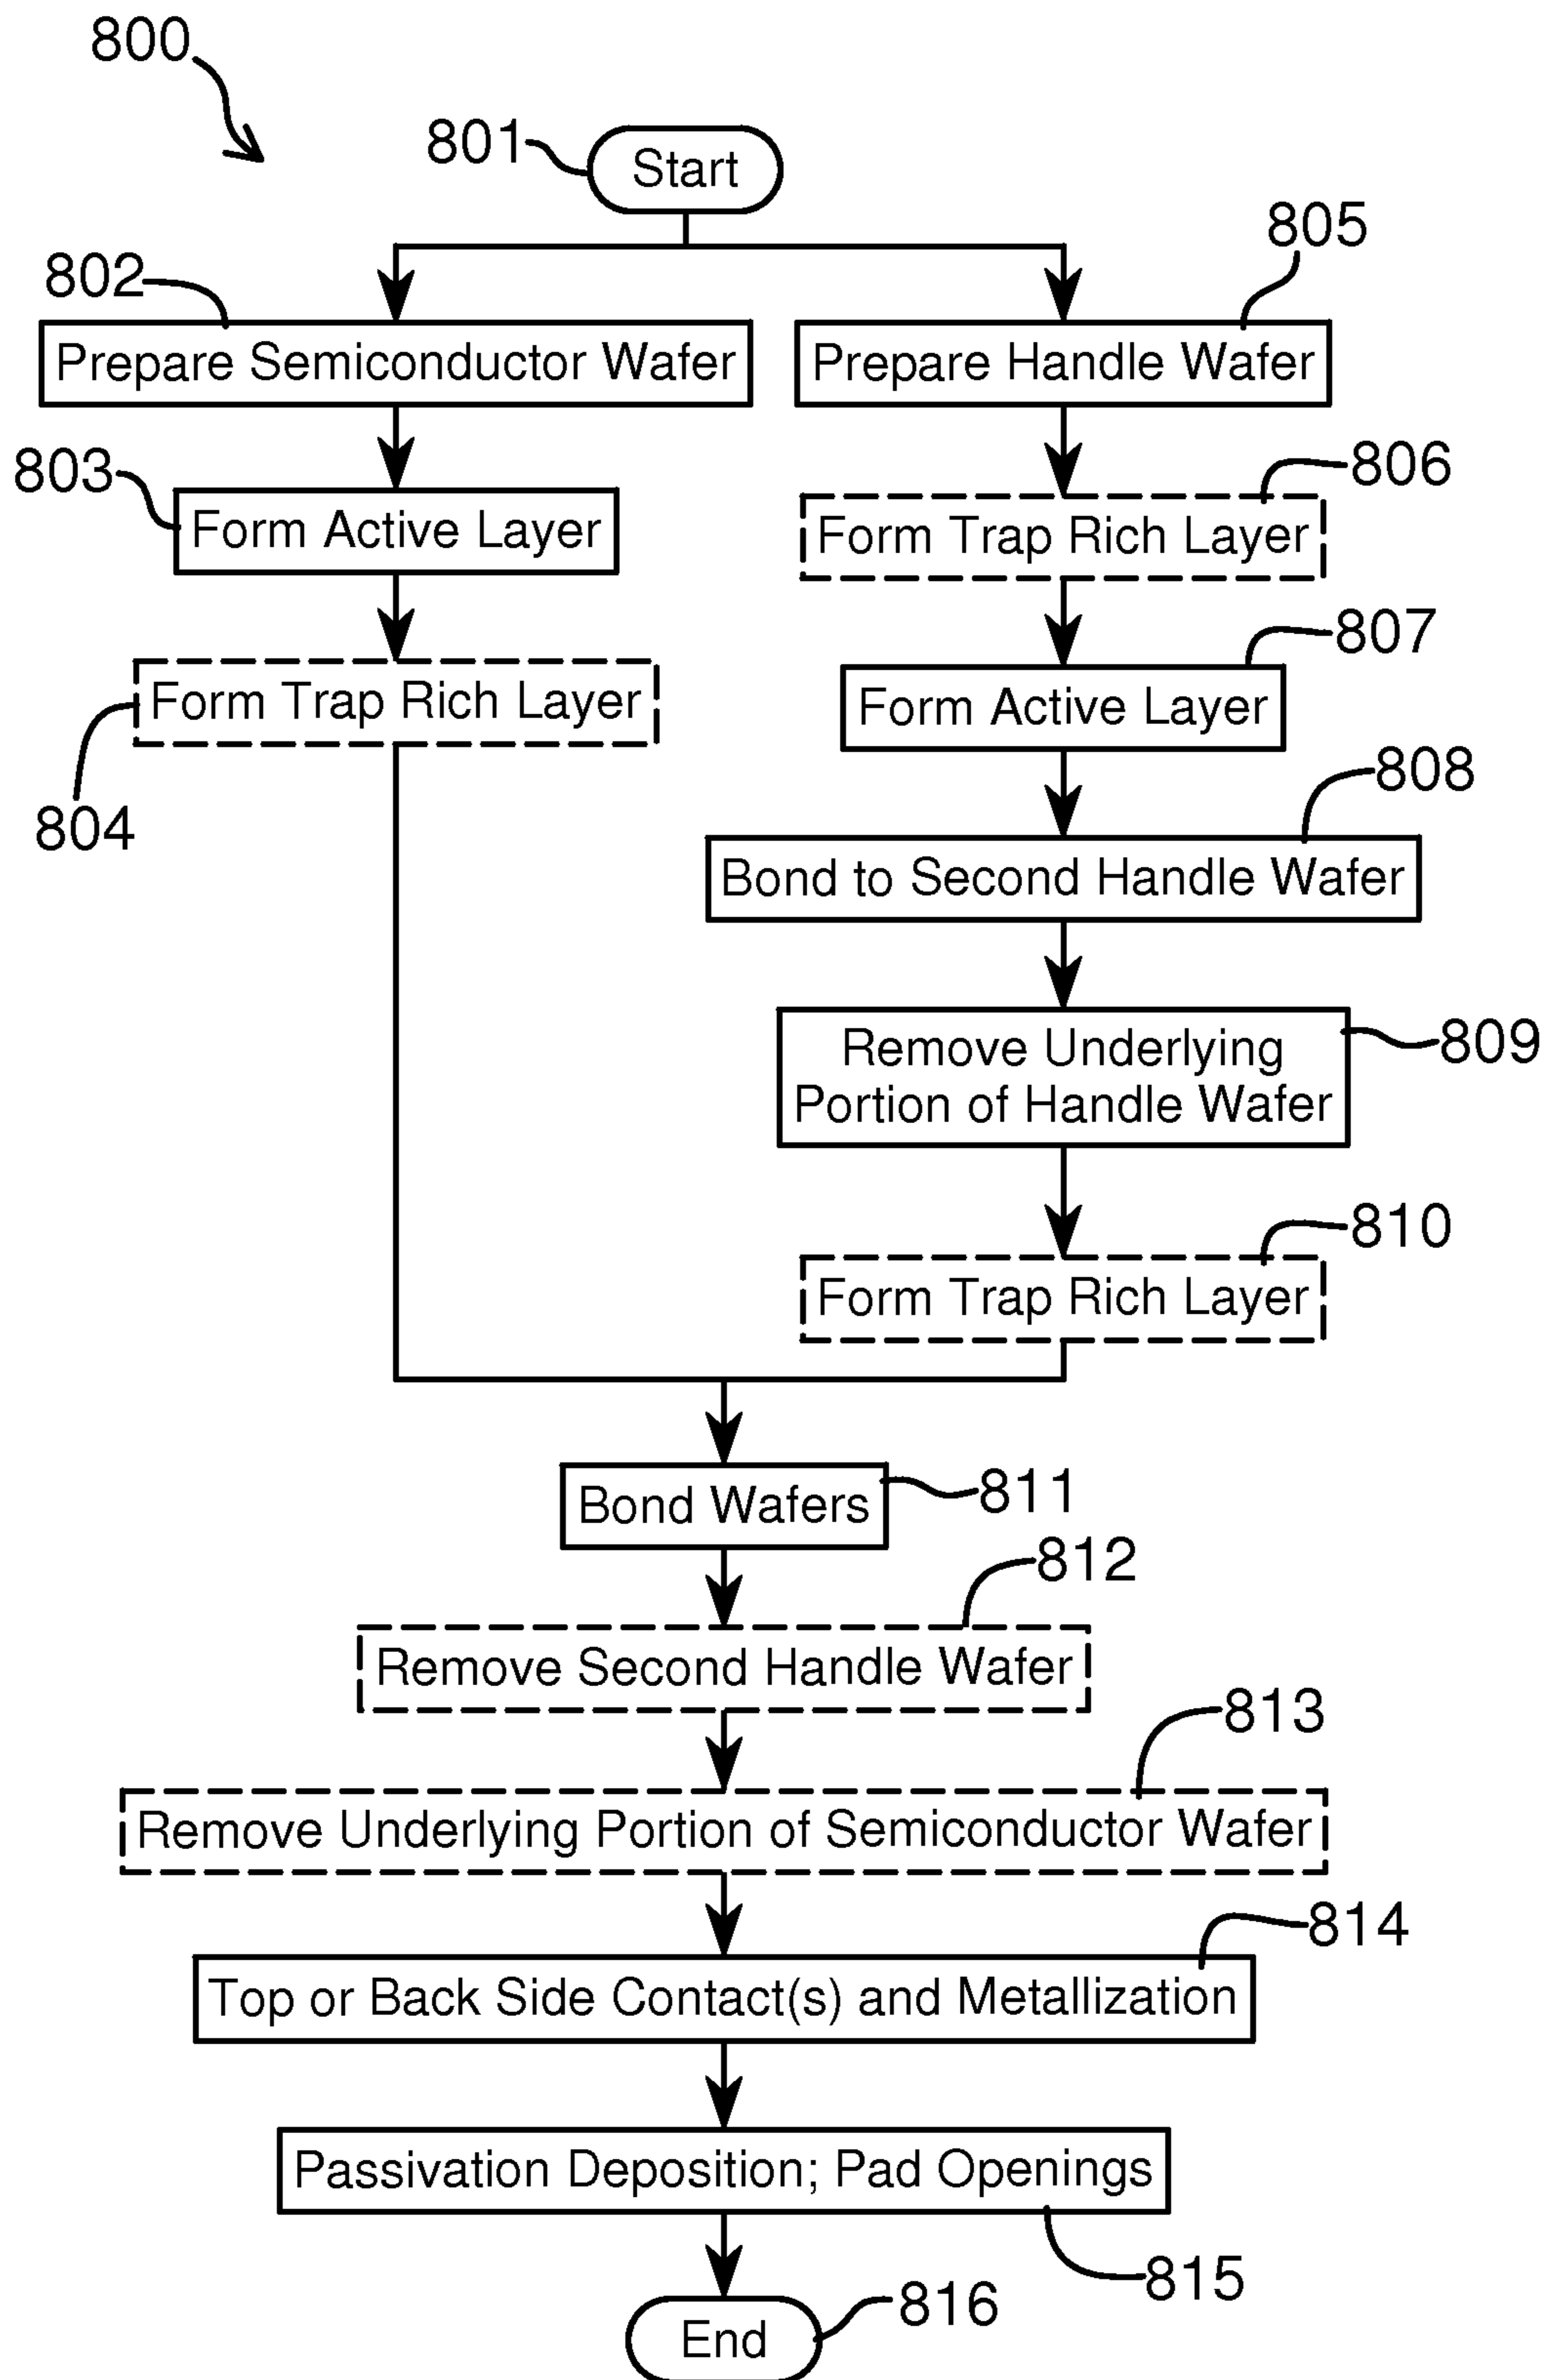 800
801
Start
805
802
Prepare Semiconductor Wafer
Prepare Handle Wafer
803
Form Active Layer
806
Form Trap Rich Layer
804
Form Trap Rich Layer
807
Form Active Layer
808
Bond to Second Handle Wafer
809
Remove Underlying
Portion of Handle Wafer
810
Form Trap Rich Layer
811
Bond Wafers
812
Remove Second Handle Wafer
813
Remove Underlying Portion of Semiconductor Wafer
814
Top or Back Side Contact(s) and Metallization
Passivation Deposition; Pad Openings
815
816
End